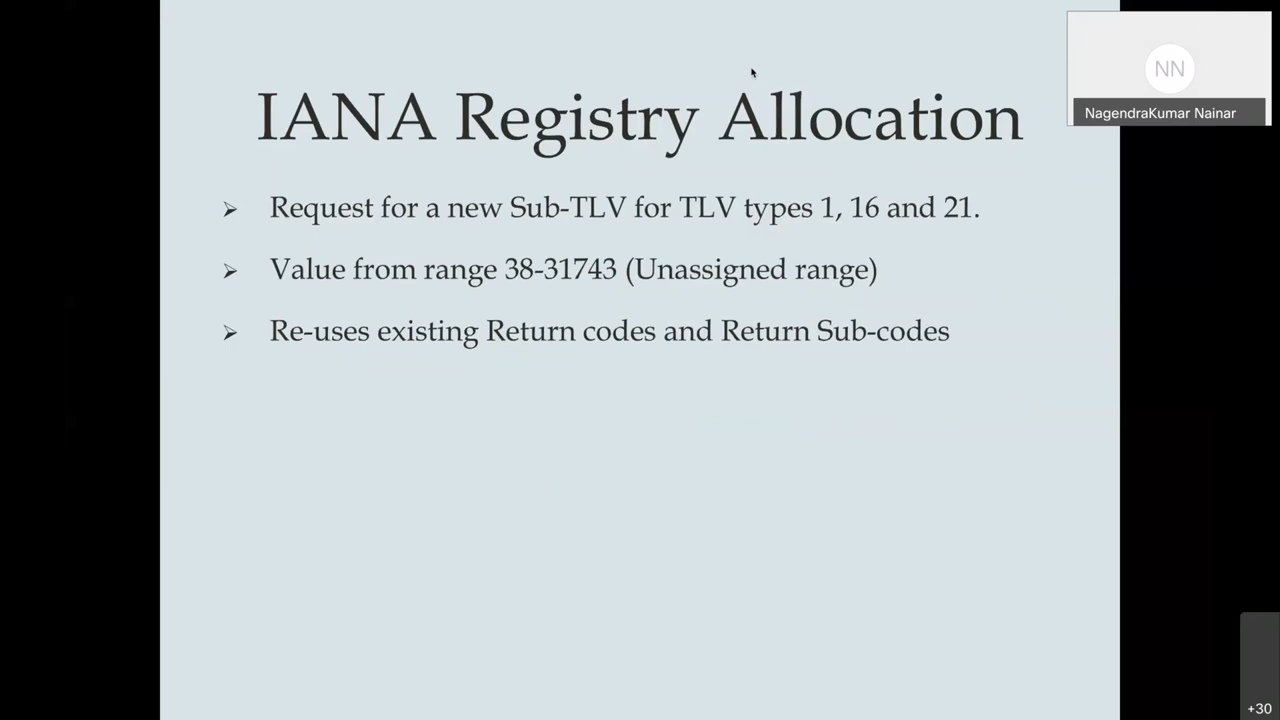 IANA Registry Allocation
Request for a new Sub-TLV for TLV types 1, 16 and 21.
Value from range 38-31743 (Unassigned range)
Re-uses existing Return codes and Return Sub-codes
NN
NagendraKumar Nainar
+30